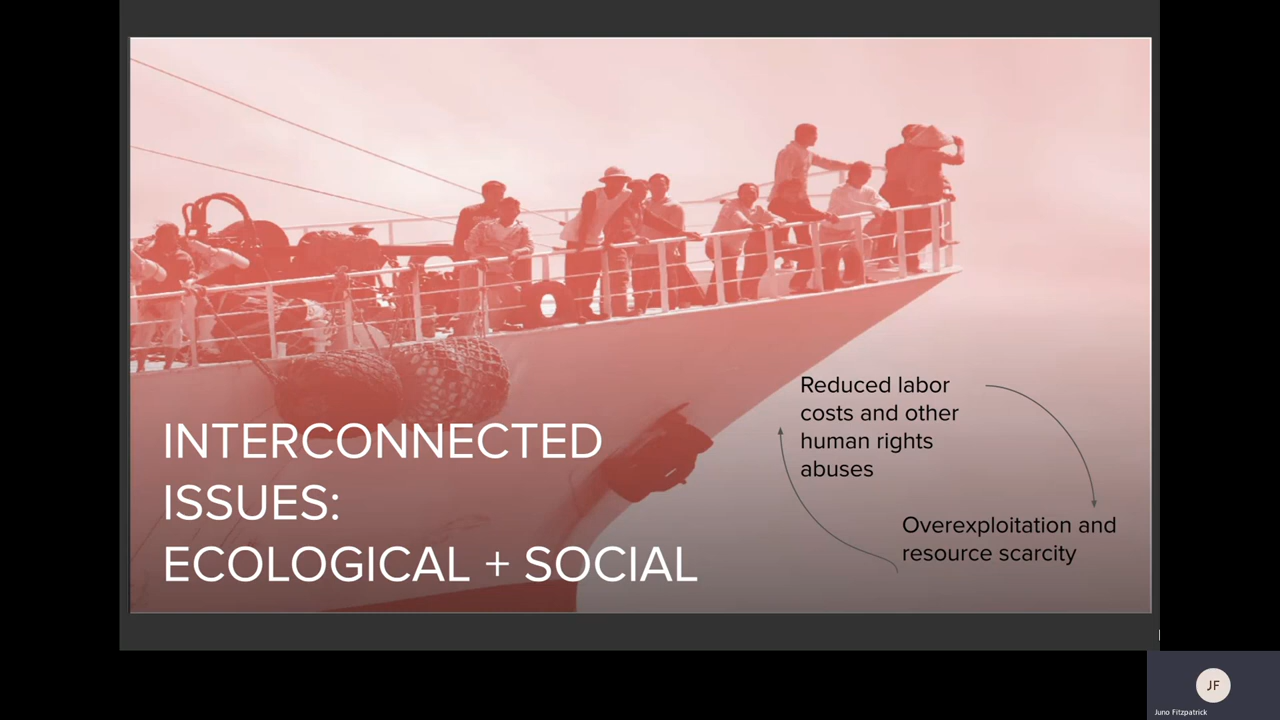 INTERCONNECTED
ISSUES:
ECOLOGICAL + SOCIAL
Reduced labor
costs and other
human rights
abuses
Overexploitation and
resource scarcity
JF
Juno Fitzpatrick